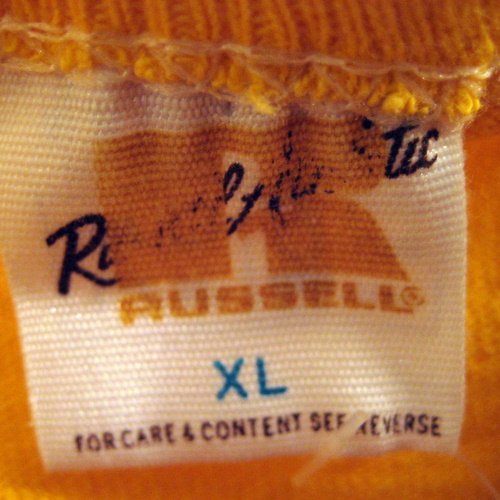 R
RUSSELL®
XL
FOR CARE & CONTENT SEE REVERSE